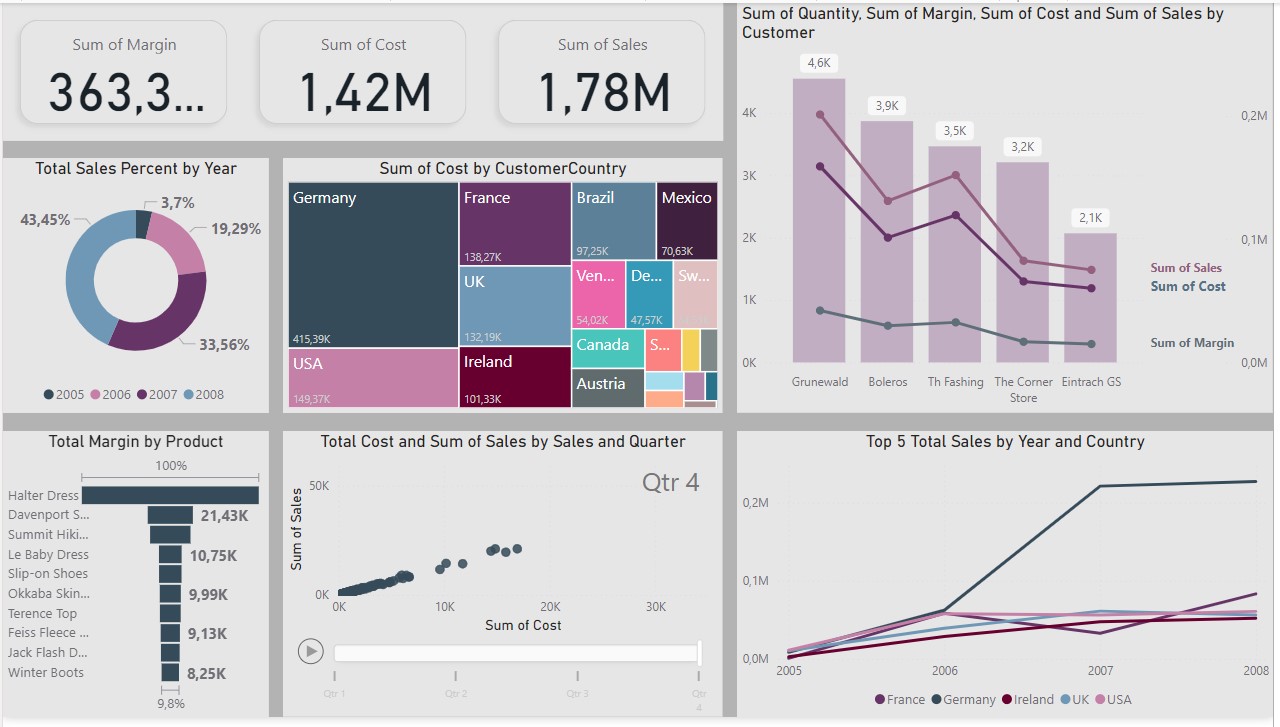 Sum of Margin
363,3...
Sum of Cost
1,42M
Sum of Sales
1,78M
Sum of Quantity, Sum of Margin, Sum of Cost and Sum of Sales by
Customer
4,6K
3,9K
3,5K
3,2K
2,1K
4K
3K
2K
1K
0K
0,2M
0,1M
0,0M
Sum of Sales
Sum of Cost
Sum of Margin
Grunewald
Boleros
Th Fashing
The Corner
Store
Eintrach GS
Total Sales Percent by Year
43,45%
3,7%
19,29%
33,56%
2005
2006
2007
2008
Sum of Cost by CustomerCountry
Germany
415,39K
USA
149,37K
France
138,27K
UK
132,19K
Ireland
101,33K
Brazil
97,25K
Mexico
70,63K
Ven...
54,02K
De...
47,57K
Sw...
Canada
Austria
S...
Total Margin by Product
100%
Halter Dress
Davenport S...
21,43K
Summit Hiki...
Le Baby Dress
10,75K
Slip-on Shoes
Okkaba Skin...
9,99K
Terence Top
Feiss Fleece ...
9,13K
Jack Flash D...
Winter Boots
8,25K
9,8%
Total Cost and Sum of Sales by Sales and Quarter
Qtr 4
Sum of Sales
50K
0K
0K
10K
20K
30K
Sum of Cost
Qtr 1
Qtr 2
Qtr 3
Qtr
4
Top 5 Total Sales by Year and Country
0,2M
0,1M
0,0M
2005
2006
2007
2008
France
Germany
Ireland
UK
USA